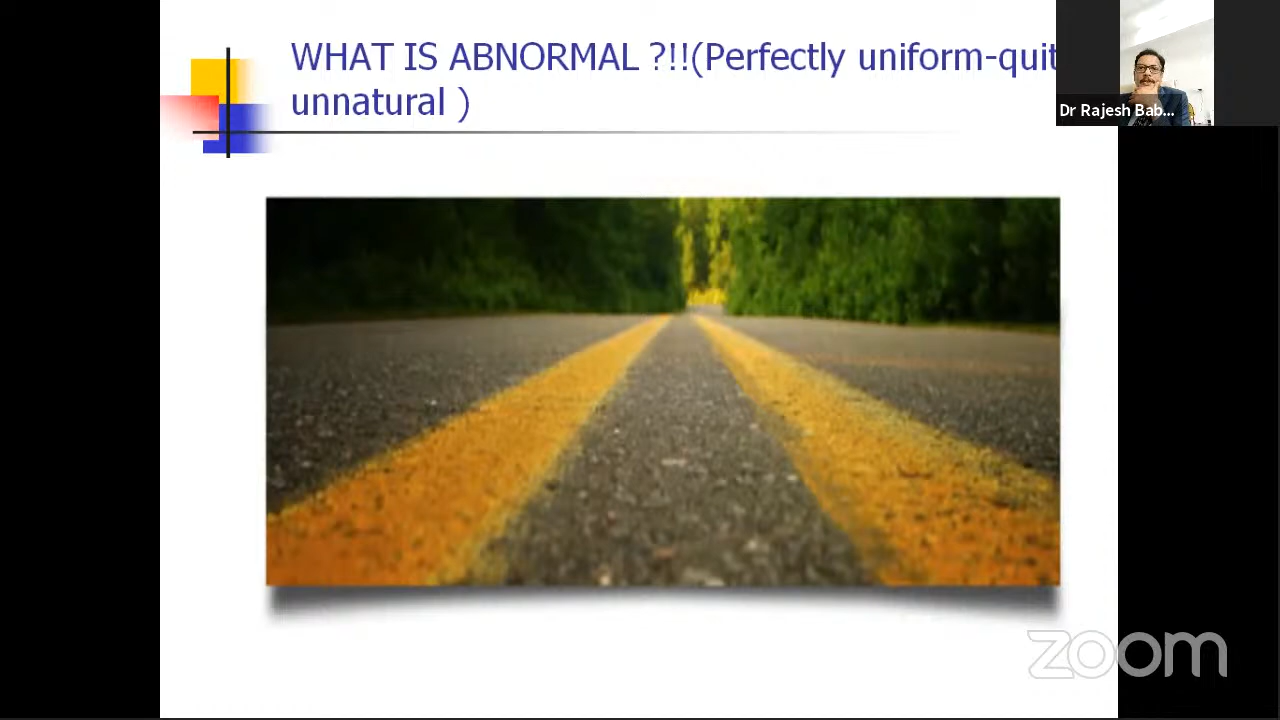 WHAT IS ABNORMAL ?!!(Perfectly uniform-quit
unnatural )
Dr Rajesh Bab...
zoom